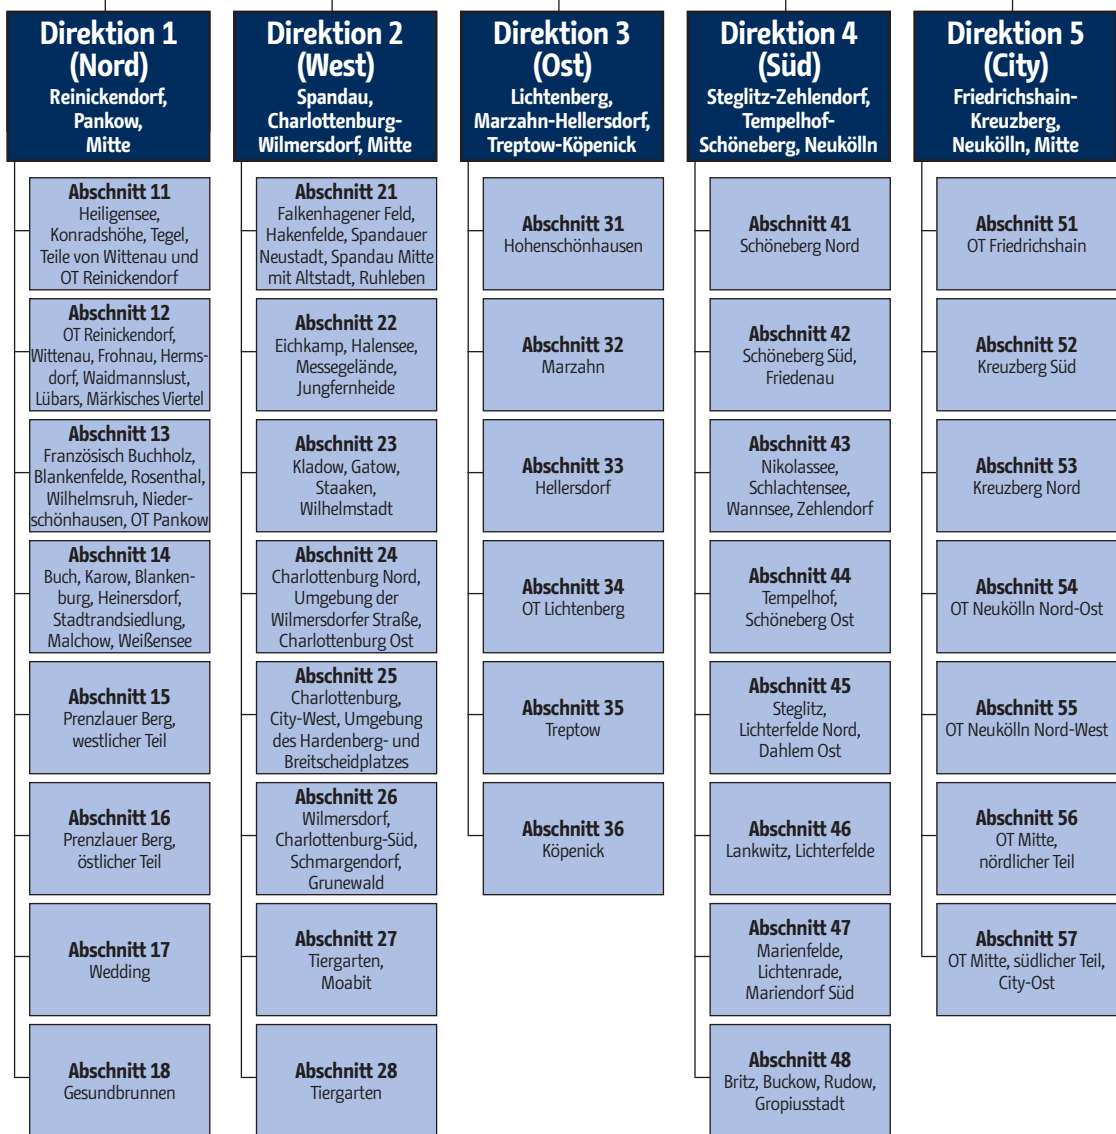 Direktion 1
(Nord)
Reinickendorf,
Pankow,
Mitte
Abschnitt 11
Heiligensee,
Konradshöhe, Tegel,
Teile von Wittenau und
OT Reinickendorf
Abschnitt 12
OT Reinickendorf,
Wittenau, Frohnau, Herms-
dorf, Waidmannslust,
Lübars, Märkisches Viertel
Abschnitt 13
Französisch Buchholz,
Blankenfelde, Rosenthal,
Wilhelmsruh, Nieder-
schönhausen, OT Pankow
Abschnitt 14
Buch, Karow, Blanken-
burg, Heinersdorf,
Stadtrandsiedlung,
Malchow, Weißensee
Abschnitt 15
Prenzlauer Berg,
westlicher Teil
Abschnitt 16
Prenzlauer Berg,
östlicher Teil
Abschnitt 17
Wedding
Abschnitt 18
Gesundbrunnen
Direktion 2
(West)
Spandau,
Charlottenburg-
Wilmersdorf, Mitte
Abschnitt 21
Falkenhagener Feld,
Hakenfelde, Spandauer
Neustadt, Spandau Mitte
mit Altstadt, Ruhleben
Abschnitt 22
Eichkamp, Halensee,
Messegelände,
Jungfernheide
Abschnitt 23
Kladow, Gatow,
Staaken,
Wilhelmstadt
Abschnitt 24
Charlottenburg Nord,
Umgebung der
Wilmersdorfer Straße,
Charlottenburg Ost
Abschnitt 25
Charlottenburg,
City-West, Umgebung
des Hardenberg- und
Breitscheidplatzes
Abschnitt 26
Wilmersdorf,
Charlottenburg-Süd,
Schmargendorf,
Grunewald
Abschnitt 27
Tiergarten,
Moabit
Abschnitt 28
Tiergarten
Direktion 3
(Ost)
Lichtenberg,
Marzahn-Hellersdorf,
Treptow-Köpenick
Abschnitt 31
Hohenschönhausen
Abschnitt 32
Marzahn
Abschnitt 33
Hellersdorf
Abschnitt 34
OT Lichtenberg
Abschnitt 35
Treptow
Abschnitt 36
Köpenick
Direktion 4
(Süd)
Steglitz-Zehlendorf,
Tempelhof-
Schöneberg, Neukölln
Abschnitt 41
Schöneberg Nord
Abschnitt 42
Schöneberg Süd,
Friedenau
Abschnitt 43
Nikolassee,
Schlachtensee,
Wannsee, Zehlendorf
Abschnitt 44
Tempelhof,
Schöneberg Ost
Abschnitt 45
Steglitz,
Lichterfelde Nord,
Dahlem Ost
Abschnitt 46
Lankwitz, Lichterfelde
Abschnitt 47
Marienfelde,
Lichtenrade,
Mariendorf Süd
Abschnitt 48
Britz, Buckow, Rudow,
Gropiusstadt
Direktion 5
(City)
Friedrichshain-
Kreuzberg,
Neukölln, Mitte
Abschnitt 51
OT Friedrichshain
Abschnitt 52
Kreuzberg Süd
Abschnitt 53
Kreuzberg Nord
Abschnitt 54
OT Neukölln Nord-Ost
Abschnitt 55
OT Neukölln Nord-West
Abschnitt 56
OT Mitte,
nördlicher Teil
Abschnitt 57
OT Mitte, südlicher Teil,
City-Ost